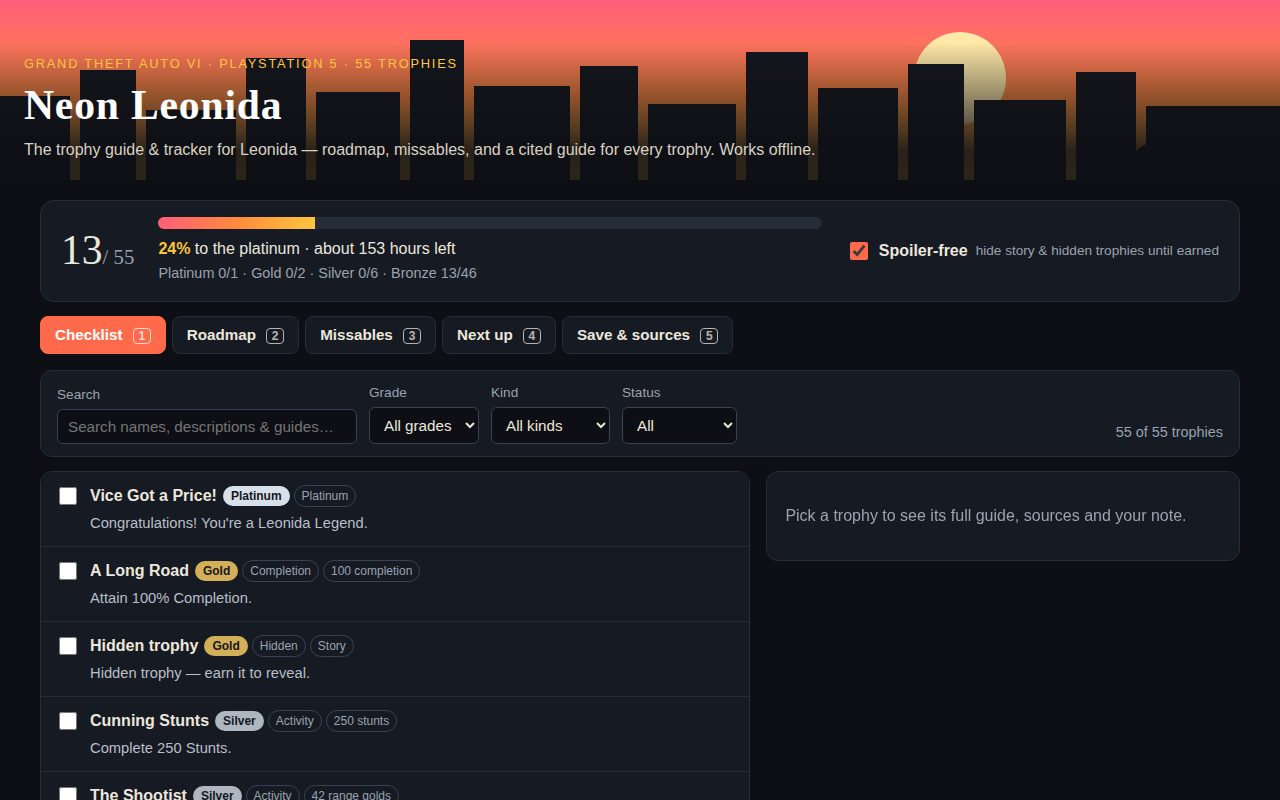 GRAND THEFT AUTO VI · PLAYSTATION 5 · 55 TROPHIES
Neon Leonida
The trophy guide & tracker for Leonida — roadmap, missables, and a cited guide for every trophy. Works offline.
13 / 55
24% to the platinum · about 153 hours left
Platinum 0/1 · Gold 0/2 · Silver 0/6 · Bronze 13/46
Spoiler-free hide story & hidden trophies until earned
Checklist 1 Roadmap 2 Missables 3 Next up 4 Save & sources 5
Search Grade Kind Status
Search names, descriptions & guides… All grades All kinds All
55 of 55 trophies
Vice Got a Price! Platinum Platinum
Congratulations! You're a Leonida Legend.
Pick a trophy to see its full guide, sources and your note.
A Long Road Gold Completion 100 completion
Attain 100% Completion.
Hidden trophy Gold Hidden Story
Hidden trophy — earn it to reveal.
Cunning Stunts Silver Activity 250 stunts
Complete 250 Stunts.
The Shootist Silver Activity 42 range golds